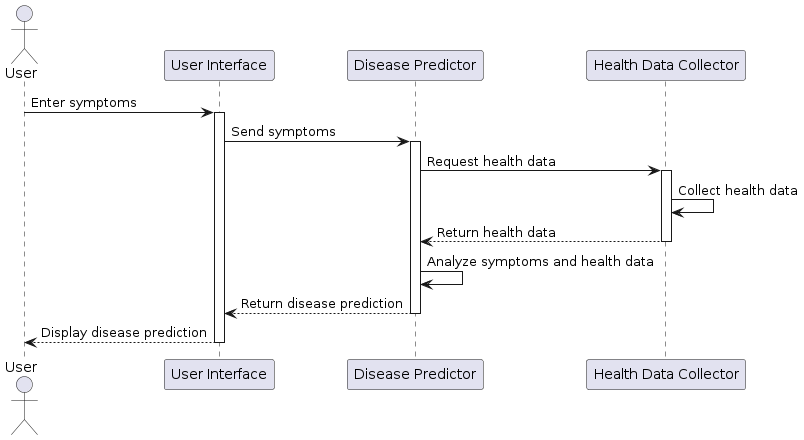 User
User Interface
Disease Predictor
Health Data Collector
Enter symptoms
Send symptoms
Request health data
Collect health data
Return health data
Analyze symptoms and health data
Return disease prediction
Display disease prediction
User
User Interface
Disease Predictor
Health Data Collector